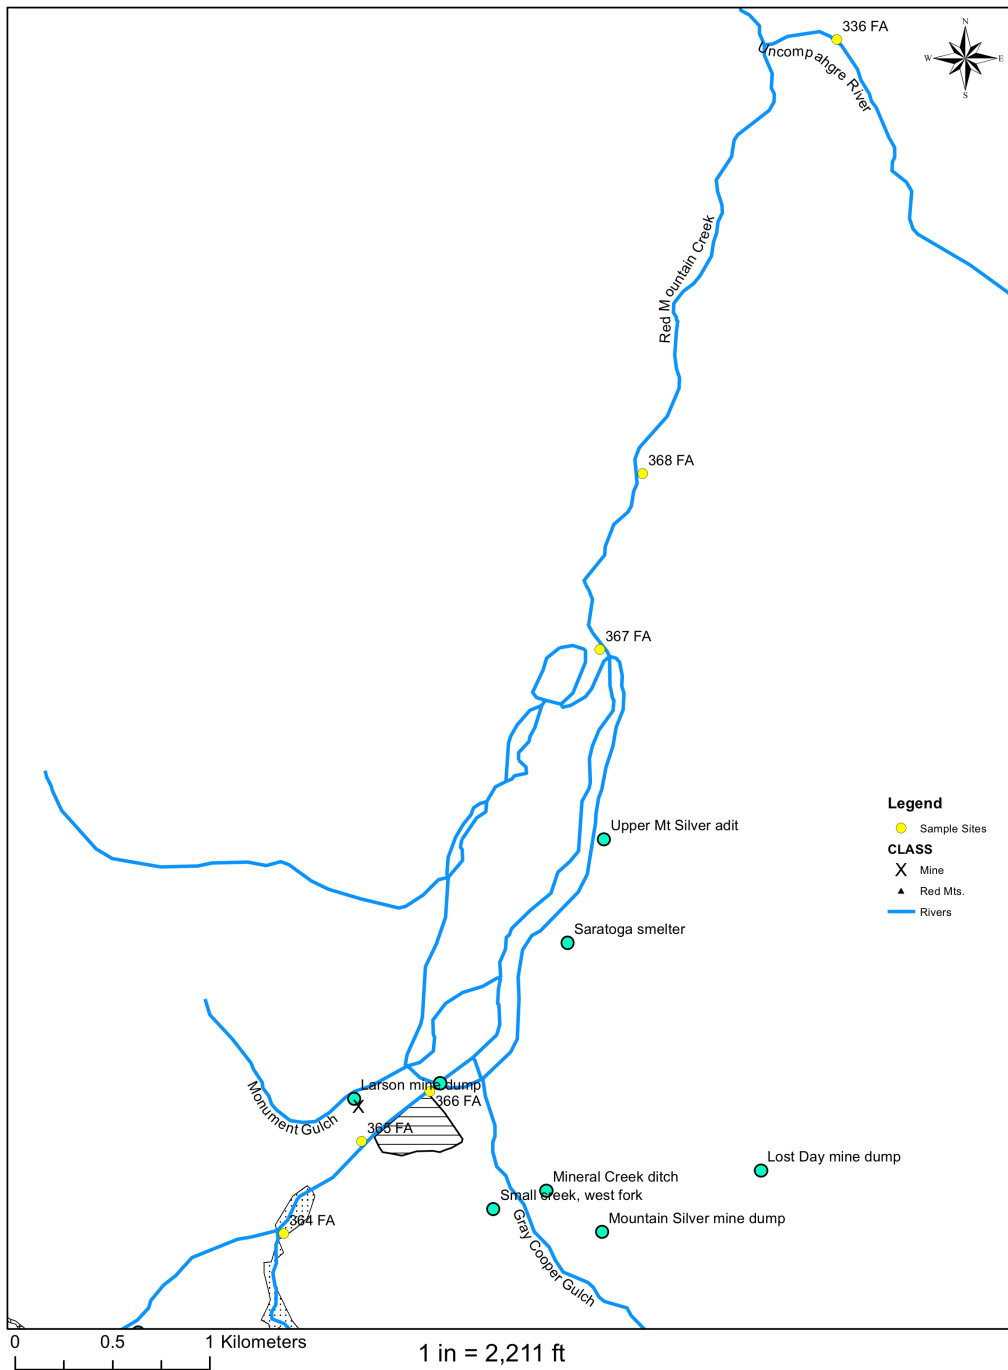 336 FA
N
W
E
S
Uncompahgre River
Red Mountain Creek
368 FA
367 FA
Upper Mt Silver adit
Legend
Sample Sites
CLASS
X Mine
Red Mts.
Rivers
Saratoga smelter
Larson mine dump
X
366 FA
Monument Gulch
365 FA
Lost Day mine dump
Mineral Creek ditch
Small creek, west fork
Mountain Silver mine dump
364 FA
Gray Cooper Gulch
0 0.5 1 Kilometers
1 in = 2,211 ft